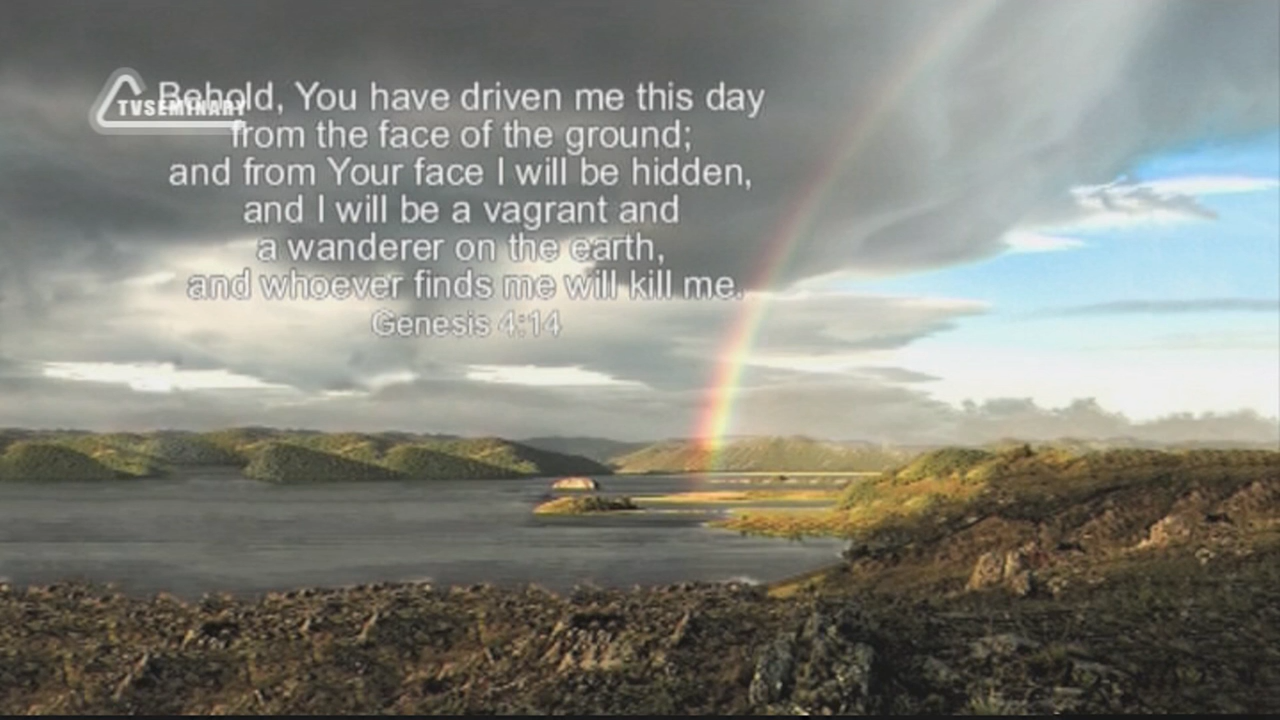 TVSEMINARY
Behold, You have driven me this day
from the face of the ground;
and from Your face I will be hidden,
and I will be a vagrant and
a wanderer on the earth,
and whoever finds me will kill me.
Genesis 4:14